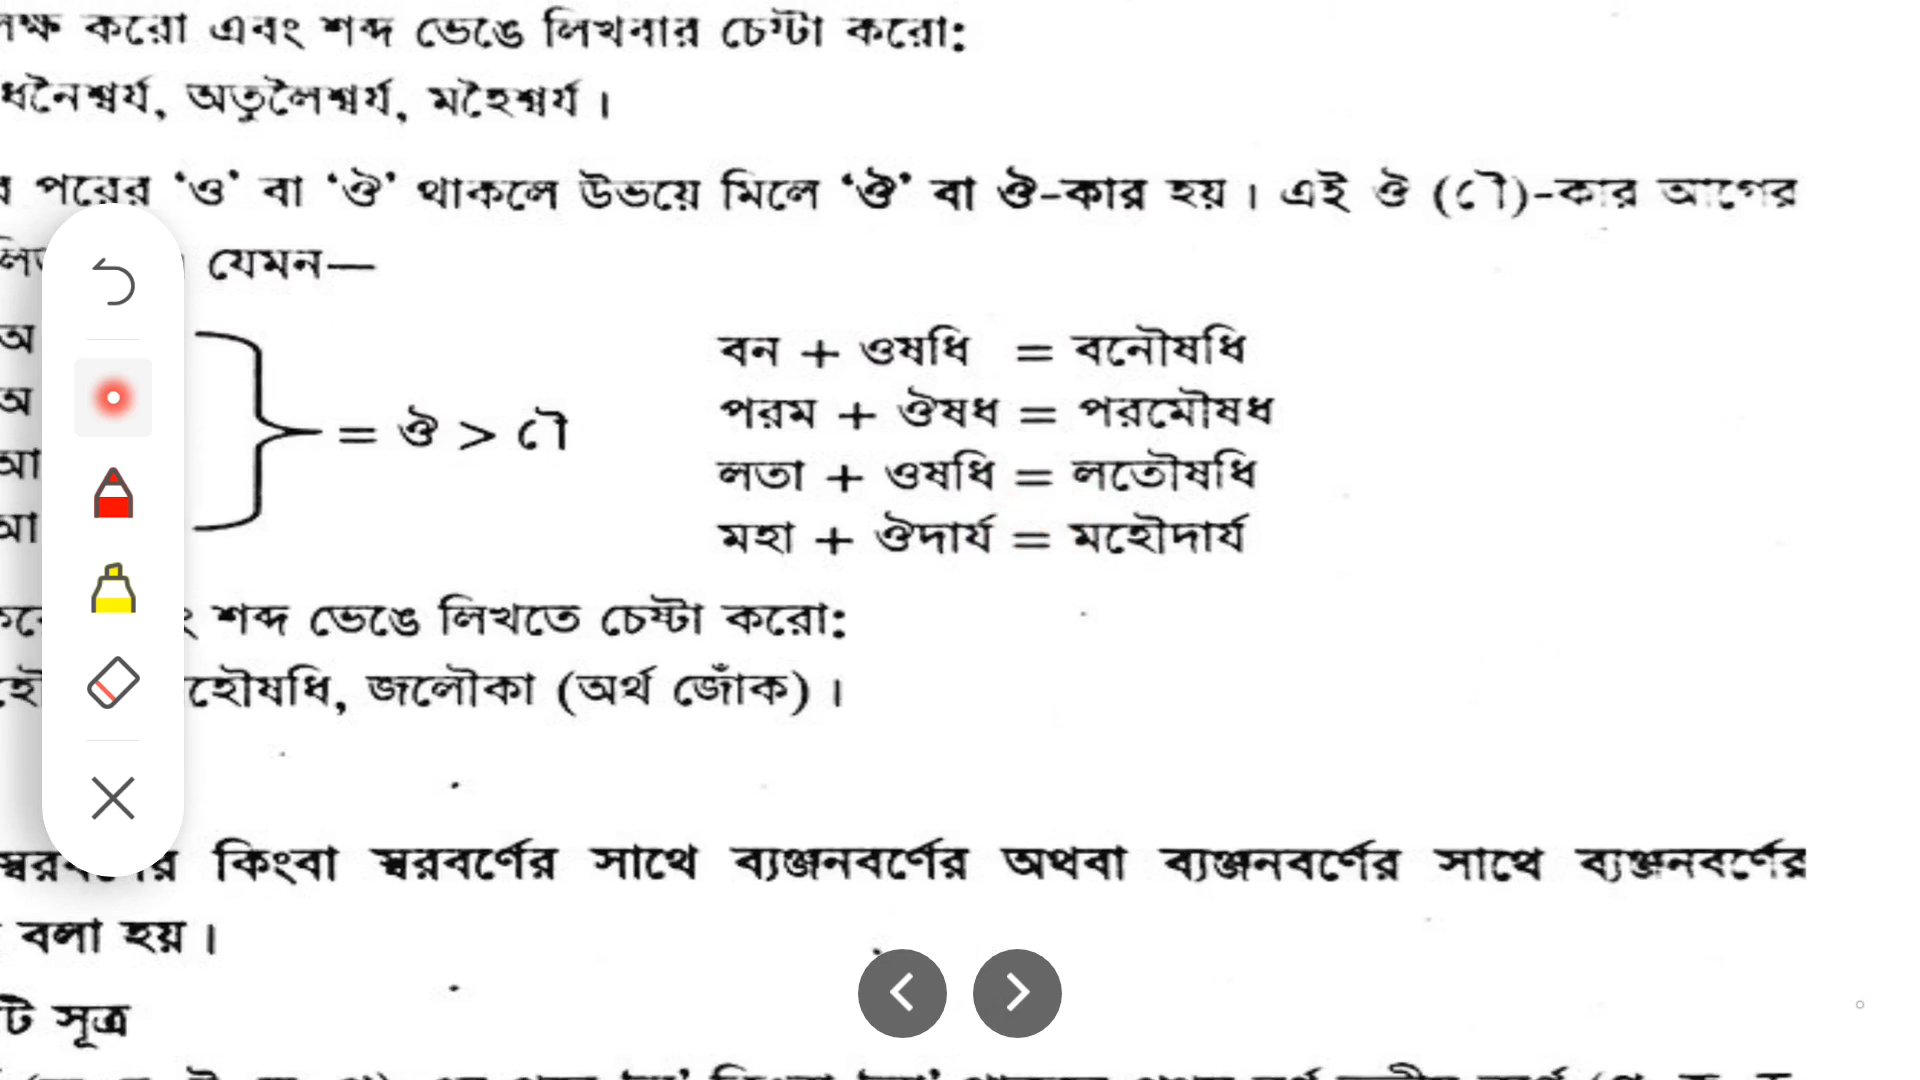 লক্ষ করো এবং শব্দ ভেঙে লিখবার চেষ্টা করো:
ধনৈশ্বর্য, অতুলৈশ্বর্য, মহৈশ্বর্য।
পরের ‘ও’ বা ‘ঔ’ থাকলে উভয়ে মিলে ‘ঔ’ বা ঔ-কার হয়। এই ঔ (ৌ)-কার আগের
যেমন—
অ
অ
আ
আ
= ঔ > ৌ
বন + ওষধি = বনৌষধি
পরম + ঔষধ = পরমৌষধ
লতা + ওষধি = লতৌষধি
মহা + ঔদার্য = মহৌদার্য
শব্দ ভেঙে লিখতে চেষ্টা করো:
হৌষধি, জলৌকা (অর্থ জোঁক)।
কিংবা স্বরবর্ণের সাথে ব্যঞ্জনবর্ণের অথবা ব্যঞ্জনবর্ণের সাথে ব্যঞ্জনবর্ণের
বলা হয়।
টি সূত্র